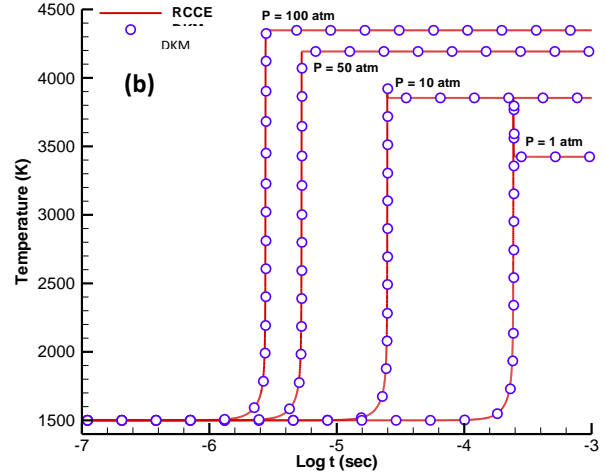 RCCE
DKM
P = 100 atm
P = 50 atm
(b)
P = 10 atm
P = 1 atm
Temperature (K)
4500
4000
3500
3000
2500
2000
1500
-7
-6
-5
-4
-3
Log t (sec)